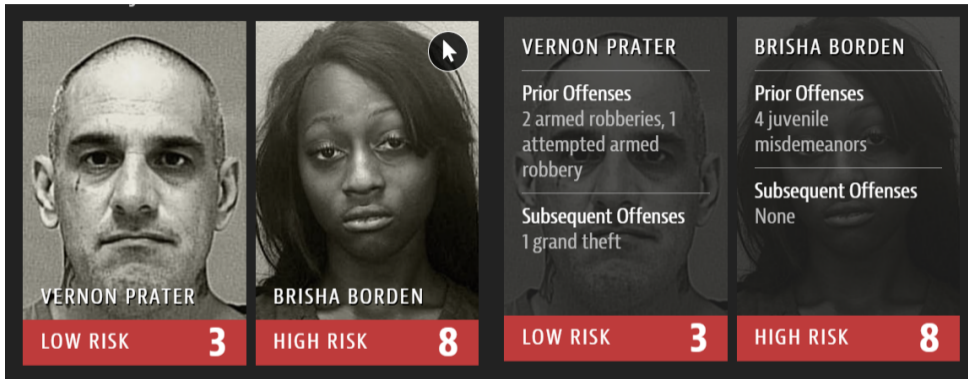 VERNON PRATER
LOW RISK 3
BRISHA BORDEN
HIGH RISK 8
VERNON PRATER
Prior Offenses
2 armed robberies, 1
attempted armed
robbery
Subsequent Offenses
1 grand theft
LOW RISK 3
BRISHA BORDEN
Prior Offenses
4 juvenile
misdemeanors
Subsequent Offenses
None
HIGH RISK 8